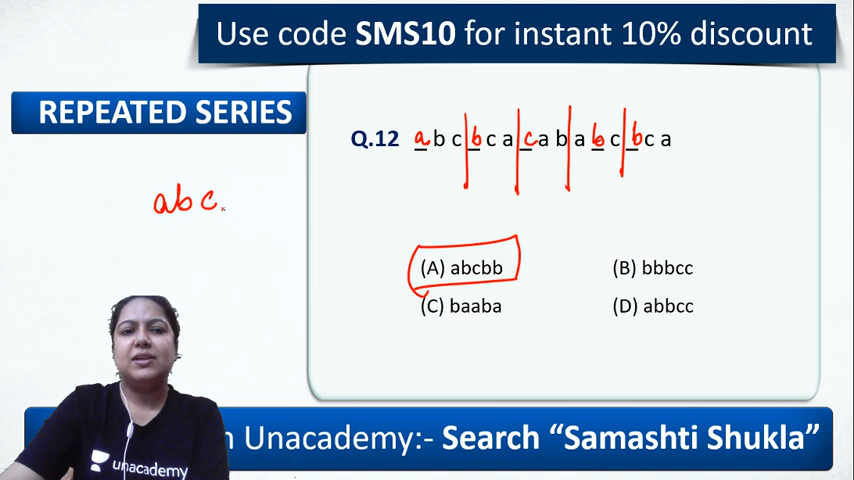 Use code SMS10 for instant 10% discount
REPEATED SERIES
Q.12 a b c b c a c a b a b c b c a
abc
(A) abcbb
(B) bbbcc
(C) baaba
(D) abbcc
Unacademy:- Search “Samashti Shukla”
unacademy